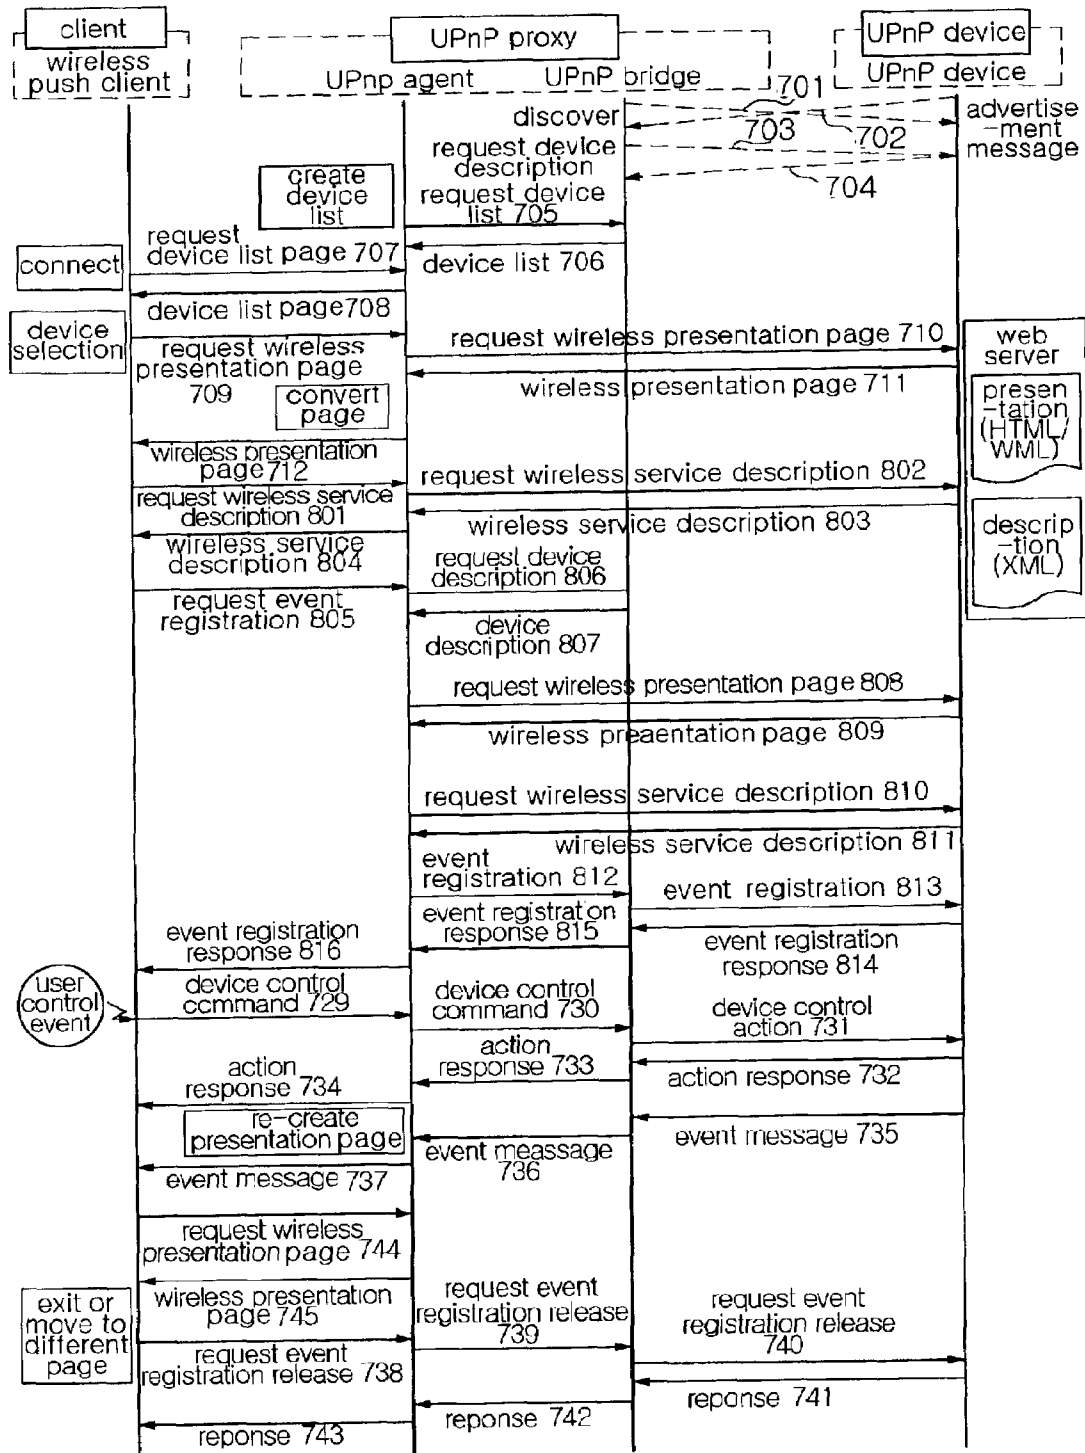 client
UPnP proxy
UPnP device
wireless
push client
UPnp agent
UPnP bridge
UPnP device
701
discover
advertise
-ment
message
703
702
request device
description
704
create
device
list
request device
list 705
request
device list page 707
device list 706
connect
device list page708
device
selection
request wireless presentation page 710
web
server
request wireless
presentation page
709
wireless presentation page 711
convert
page
presen
-tation
(HTML/
WML)
wireless presentation
page712
request wireless service description 802
request wireless service
description 801
wireless service description 803
descrip
-tion
(XML)
wireless service
description 804
request device
description 806
request event
registration 805
device
description 807
request wireless presentation page 808
wireless preaentation page 809
request wireless service description 810
wireless service description 811
event
registration 812
event registration 813
event registration
response 815
event registration
response 816
event registration
response 814
user
control
event
device control
ccmmand 729
device control
command 730
device control
action 731
action
response 733
action
response 734
action response 732
re-create
presentation page
event message 735
event meassage
736
event message 737
request wireless
presentation page 744
wireless presentation
page 745
request event
registration release
739
request event
registration release
740
exit or
move to
different
page
request event
registration release 738
reponse 741
reponse 742
reponse 743